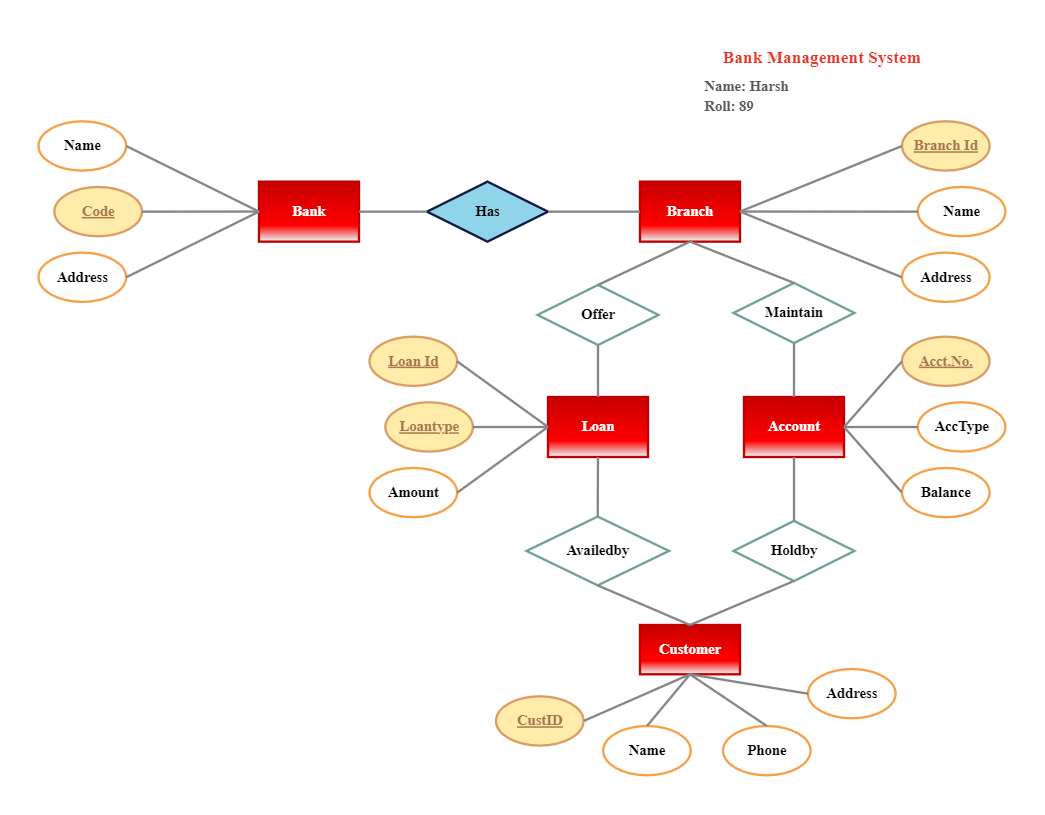 Bank Management System
Name: Harsh
Roll: 89
Name
Code
Address
Bank
Has
Branch
Branch Id
Name
Address
Offer
Maintain
Loan Id
Loantype
Amount
Loan
Account
Acct.No.
AccType
Balance
Availedby
Holdby
Customer
CustID
Name
Phone
Address